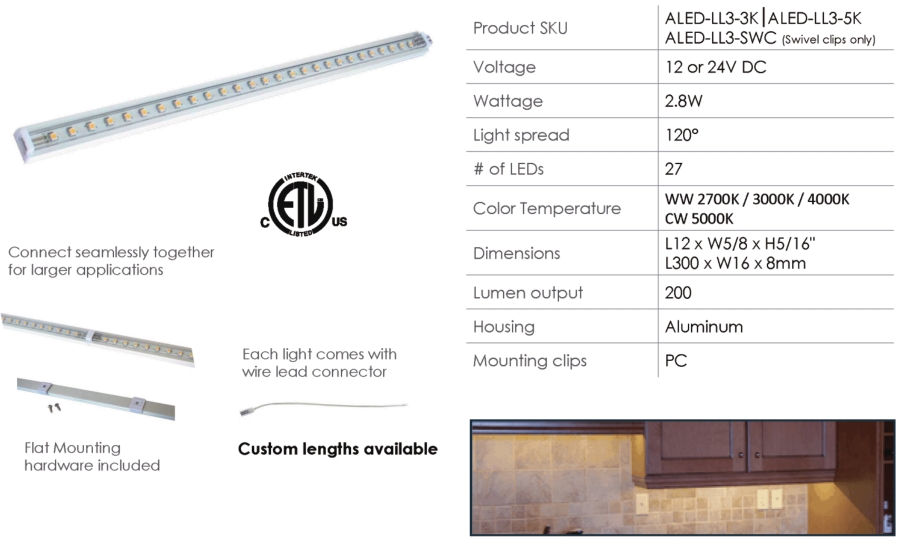 Product SKU
ALED-LL3-3K | ALED-LL3-5K
ALED-LL3-SWC (Swivel clips only)
Voltage
12 or 24V DC
Wattage
2.8W
Light spread
120°
# of LEDs
27
Color Temperature
WW 2700K / 3000K / 4000K
CW 5000K
Dimensions
L12 x W5/8 x H5/16"
L300 x W16 x 8mm
Lumen output
200
Housing
Aluminum
Mounting clips
PC
INTERTEK
ETL
C US
LISTED
Connect seamlessly together
for larger applications
Each light comes with
wire lead connector
Flat Mounting
hardware included
Custom lengths available